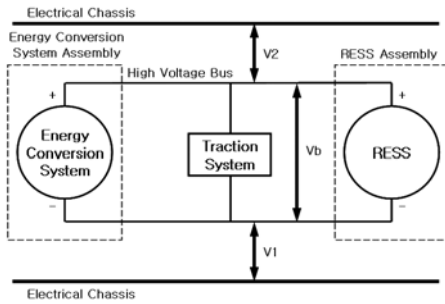 Electrical Chassis
Energy Conversion
System Assembly
V2
RESS Assembly
High Voltage Bus
+
+
Energy
Conversion
System
Traction
System
Vb
RESS
−
−
V1
Electrical Chassis